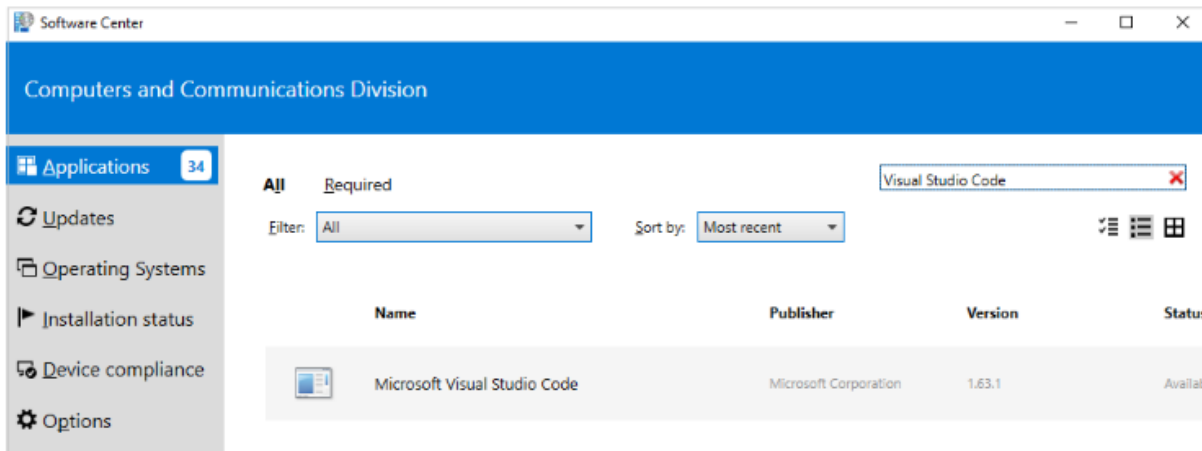 Software Center
Computers and Communications Division
Applications 34
Updates
Operating Systems
Installation status
Device compliance
Options
All Required
Visual Studio Code
Filter: All Sort by: Most recent
Name Publisher Version Status
Microsoft Visual Studio Code Microsoft Corporation 1.63.1 Availab